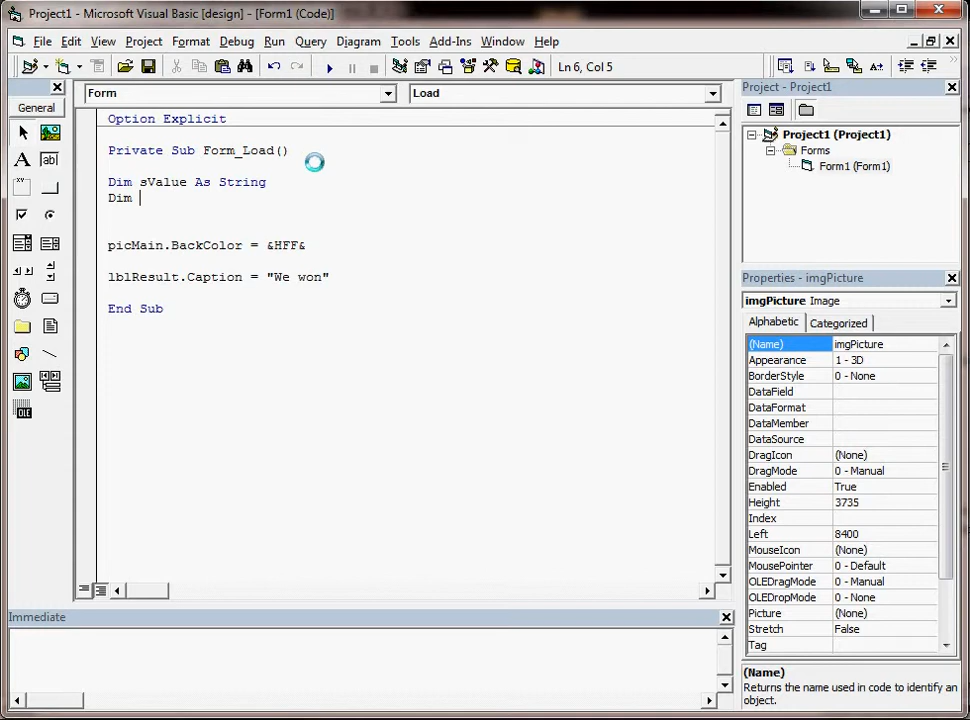 Project1 - Microsoft Visual Basic [design] - [Form1 (Code)]
File Edit View Project Format Debug Run Query Diagram Tools Add-Ins Window Help
Ln 6, Col 5
General
Form
Load
Option Explicit
Private Sub Form_Load()
Dim sValue As String
Dim
picMain.BackColor = &HFF&
lblResult.Caption = "We won"
End Sub
Immediate
Project - Project1
Project1 (Project1)
Forms
Form1 (Form1)
Properties - imgPicture
imgPicture Image
Alphabetic Categorized
(Name) imgPicture
Appearance 1 - 3D
BorderStyle 0 - None
DataField
DataFormat
DataMember
DataSource
DragIcon (None)
DragMode 0 - Manual
Enabled True
Height 3735
Index
Left 8400
MouseIcon (None)
MousePointer 0 - Default
OLEDragMode 0 - Manual
OLEDropMode 0 - None
Picture (None)
Stretch False
Tag
(Name)
Returns the name used in code to identify an
object.